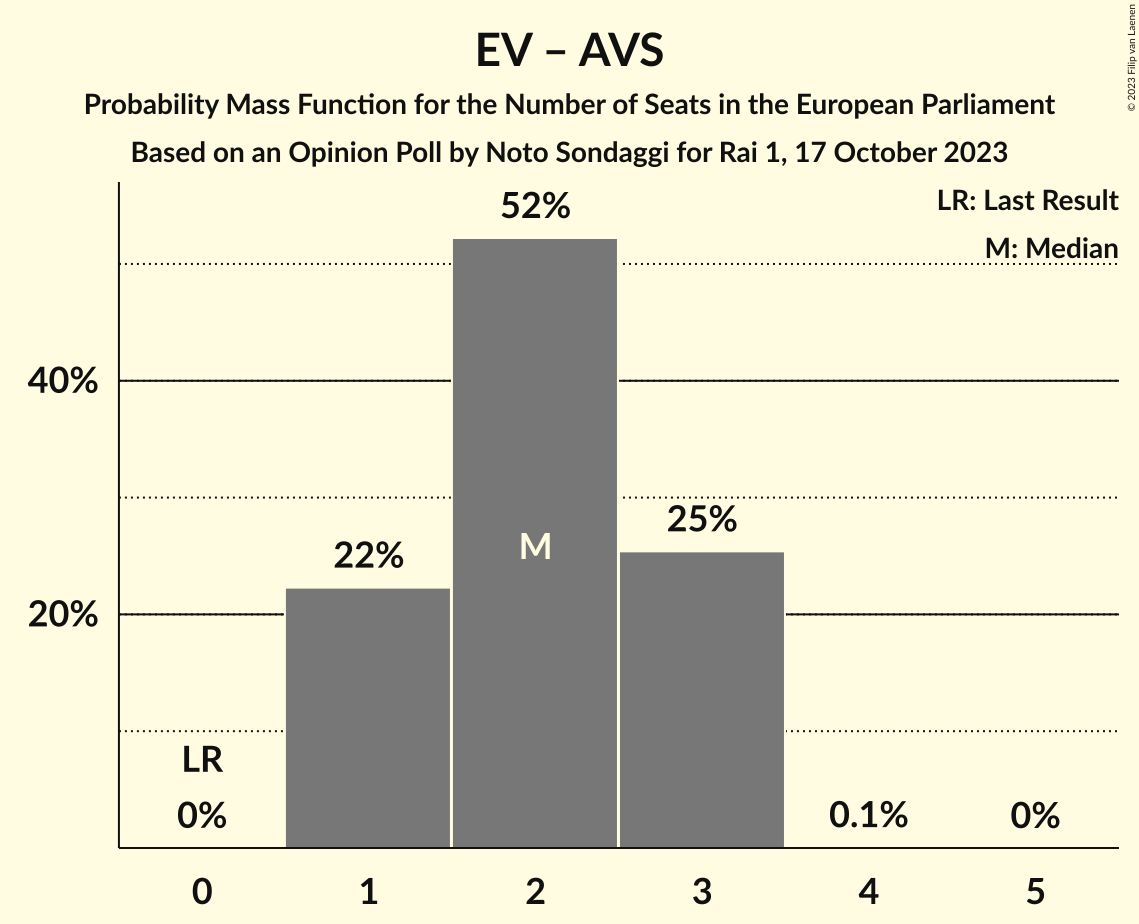 EV – AVS
Probability Mass Function for the Number of Seats in the European Parliament
Based on an Opinion Poll by Noto Sondaggi for Rai 1, 17 October 2023
© 2023 Filip van Laenen
LR: Last Result
M: Median
52%
40%
25%
M
22%
20%
LR
0%
0.1%
0%
0 1 2 3 4 5